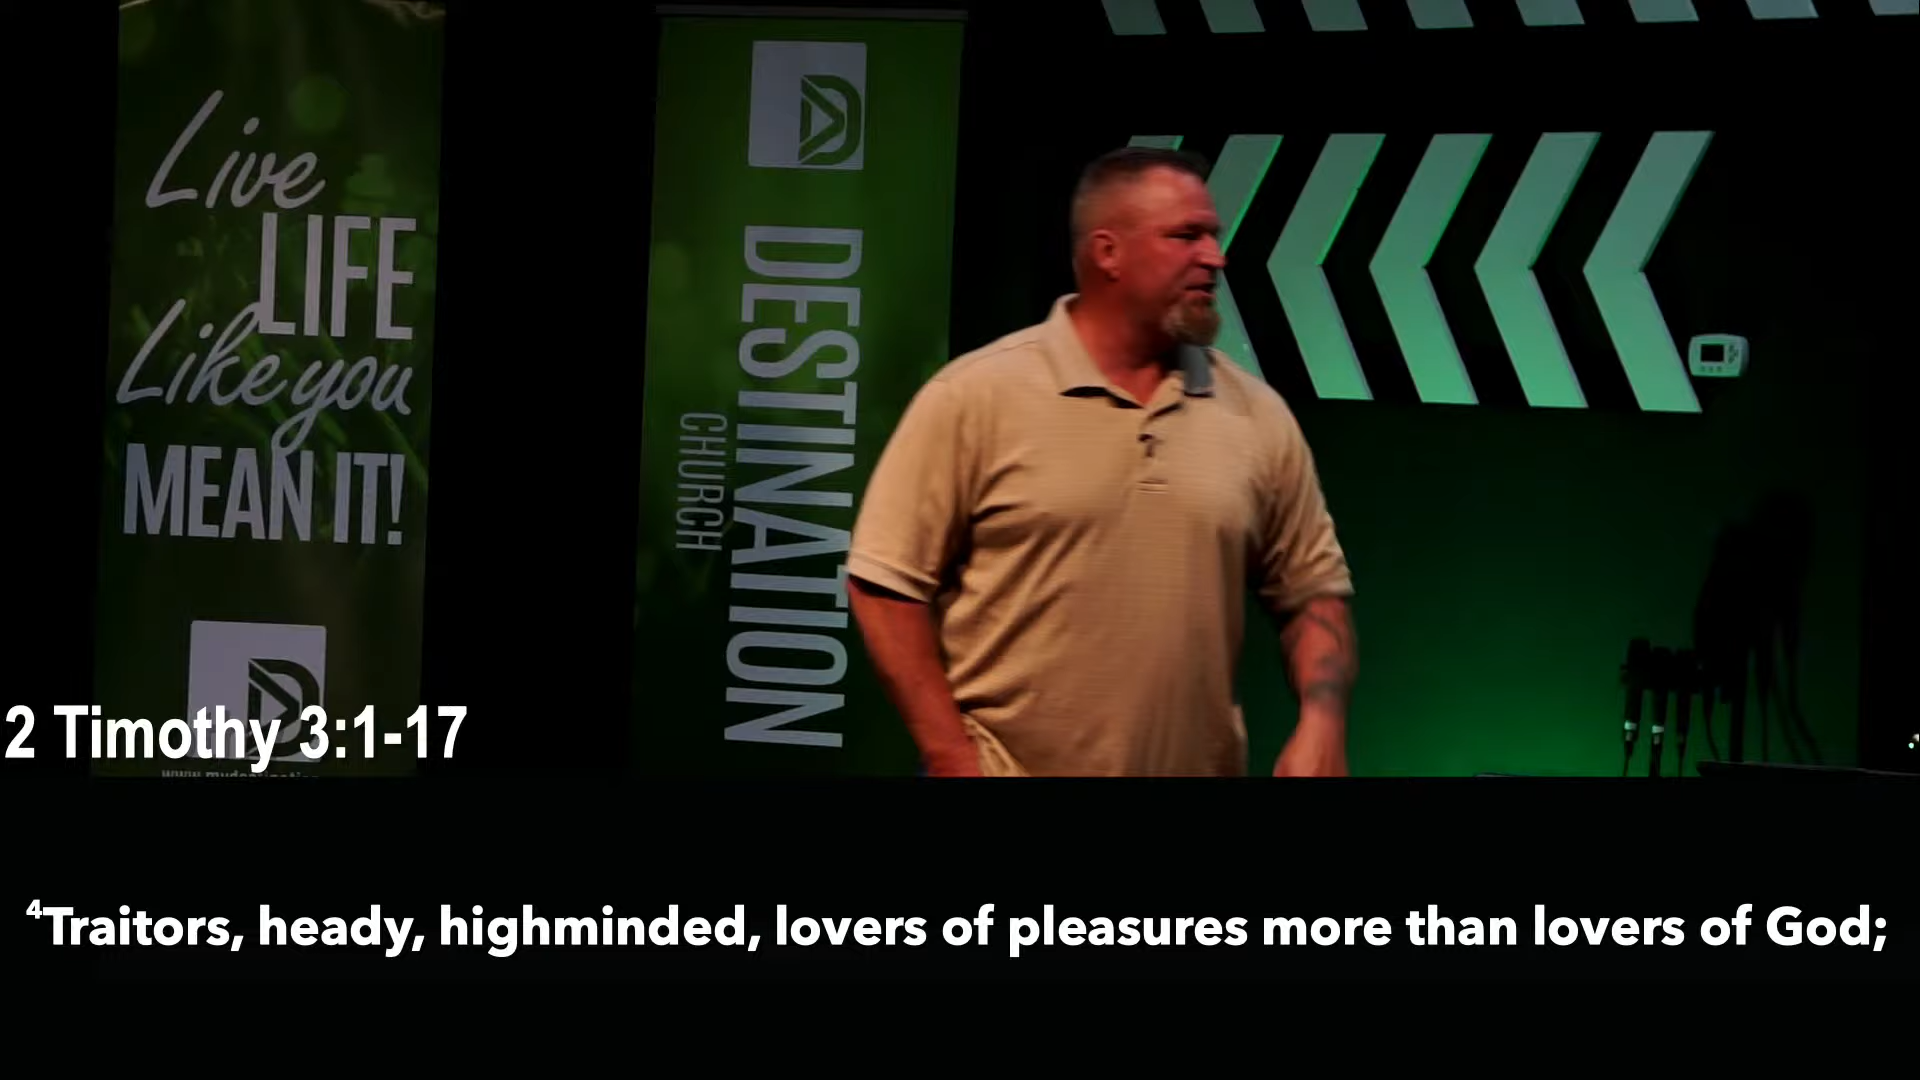 Live
LIFE
Like you
MEAN IT!
DESTINATION
CHURCH
2 Timothy 3:1-17
⁴Traitors, heady, highminded, lovers of pleasures more than lovers of God;